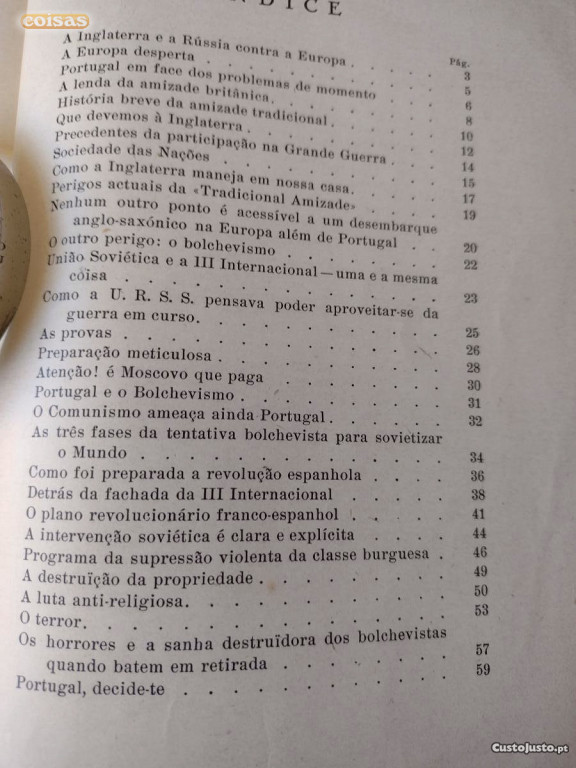 coisas
NDICE
Pág.
A Inglaterra e a Rússia contra a Europa . . . . 3
A Europa desperta . . . . . . . . . 5
Portugal em face dos problemas de momento . . . 6
A lenda da amizade britânica . . . . . . . 8
História breve da amizade tradicional . . . . . 10
Que devemos à Inglaterra . . . . . . . . 12
Precedentes da participação na Grande Guerra . . . 14
Sociedade das Nações . . . . . . . . . 15
Como a Inglaterra maneja em nossa casa . . . . 17
Perigos actuais da «Tradicional Amizade» . . . . 19
Nenhum outro ponto é acessível a um desembarque
anglo-saxónico na Europa além de Portugal . . 20
O outro perigo: o bolchevismo . . . . . . . 22
União Soviética e a III Internacional — uma e a mesma
coisa . . . . . . . . . . . 23
Como a U. R. S. S. pensava poder aproveitar-se da
guerra em curso . . . . . . . . . 25
As provas . . . . . . . . . . . 26
Preparação meticulosa . . . . . . . . 28
Atenção! é Moscovo que paga . . . . . . 30
Portugal e o Bolchevismo . . . . . . . . 31
O Comunismo ameaça ainda Portugal . . . . . 32
As três fases da tentativa bolchevista para sovietizar
o Mundo . . . . . . . . . . 34
Como foi preparada a revolução espanhola . . . . 36
Detrás da fachada da III Internacional . . . . . 38
O plano revolucionário franco-espanhol . . . . 41
A intervenção soviética é clara e explícita . . . . 44
Programa da supressão violenta da classe burguesa . 46
A destruïção da propriedade . . . . . . . 49
A luta anti-religiosa . . . . . . . . . 50
O terror . . . . . . . . . . . . 53
Os horrores e a sanha destruïdora dos bolchevistas
quando batem em retirada . . . . . . 57
Portugal, decide-te . . . . . . . . . 59
© CustoJusto.pt